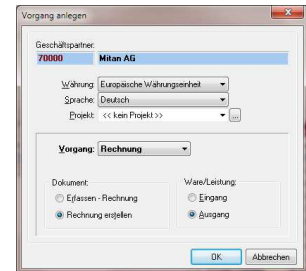 Vorgang anlegen
Geschäftspartner:
70000 Mitan AG
Währung: Europäische Währungseinheit
Sprache: Deutsch
Projekt: << kein Projekt >> ...
Vorgang: Rechnung
Dokument: Ware/Leistung:
Erfassen - Rechnung Eingang
Rechnung erstellen Ausgang
OK Abbrechen